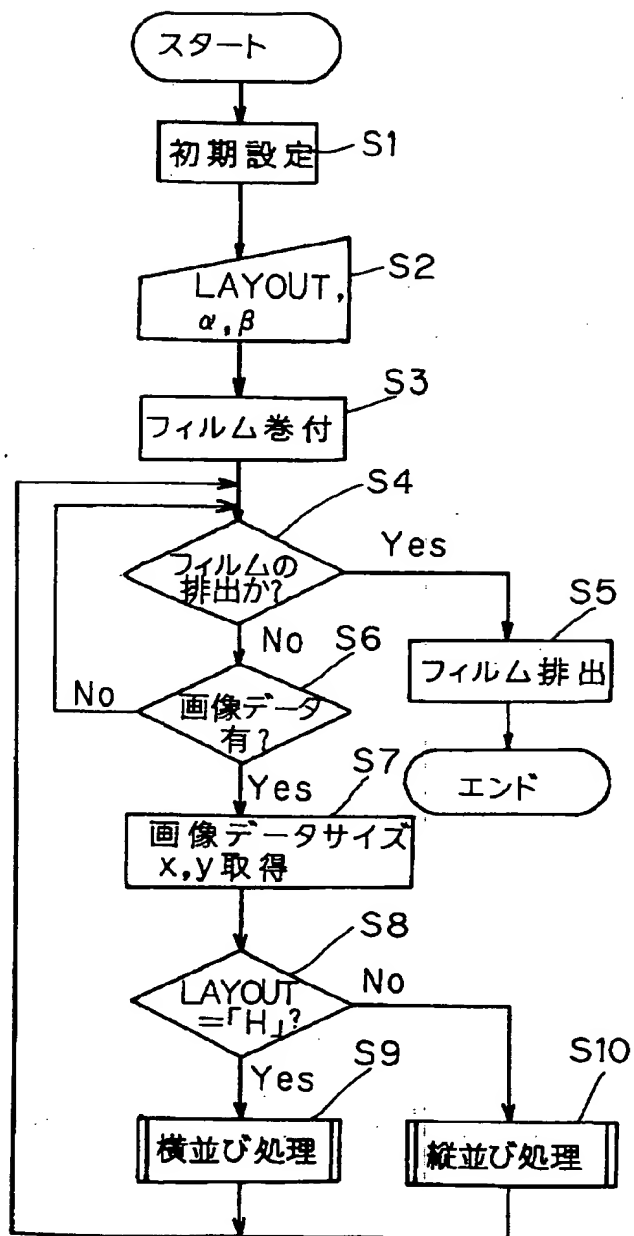 スタート
初期設定
S1
S2
LAYOUT,
α,β
S3
フィルム巻付
S4
フィルムの
排出か?
Yes
No
S5
フィルム排出
エンド
S6
画像データ
有?
No
Yes
S7
画像データサイズ
x,y取得
S8
LAYOUT
=「H」?
No
Yes
S9
横並び処理
S10
縦並び処理